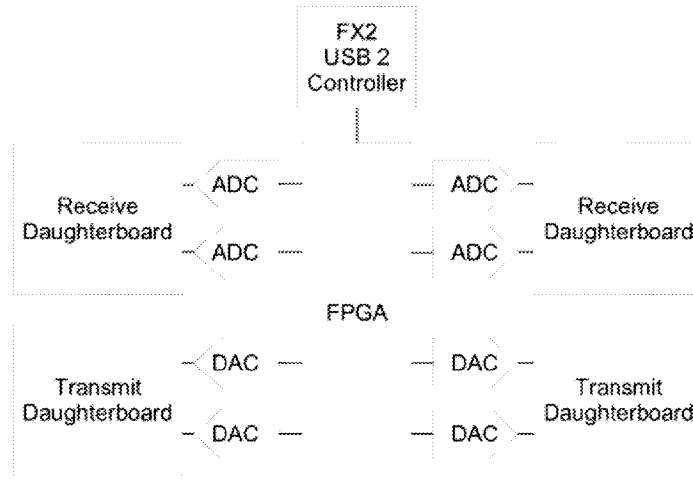 FX2
USB 2
Controller
ADC
ADC
Receive
Daughterboard
Receive
Daughterboard
ADC
ADC
FPGA
DAC
DAC
Transmit
Daughterboard
Transmit
Daughterboard
DAC
DAC